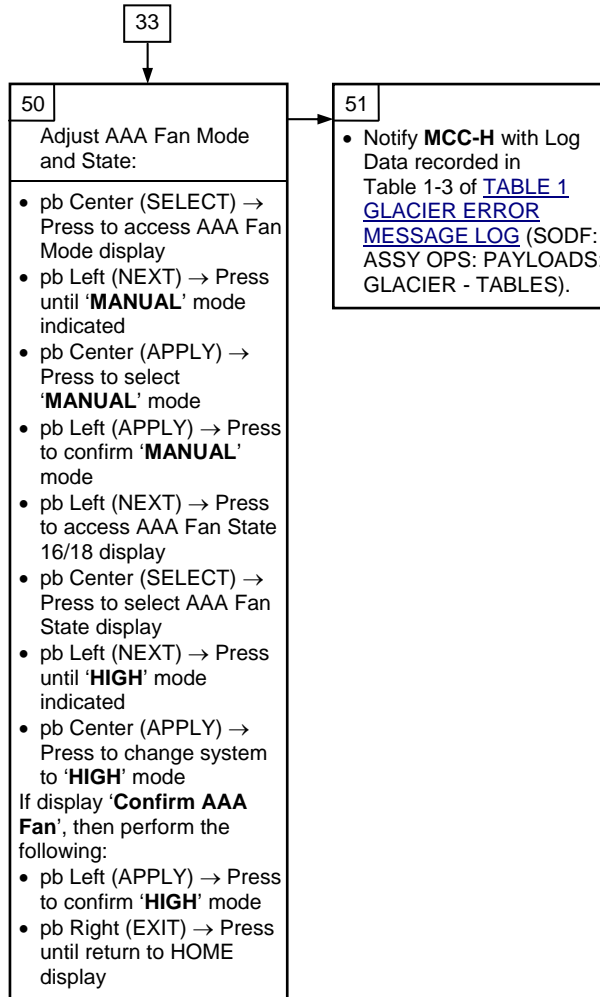 33
50
Adjust AAA Fan Mode
and State:
• pb Center (SELECT) →
Press to access AAA Fan
Mode display
• pb Left (NEXT) → Press
until ‘MANUAL’ mode
indicated
• pb Center (APPLY) →
Press to select
‘MANUAL’ mode
• pb Left (APPLY) → Press
to confirm ‘MANUAL’
mode
• pb Left (NEXT) → Press
to access AAA Fan State
16/18 display
• pb Center (SELECT) →
Press to select AAA Fan
State display
• pb Left (NEXT) → Press
until ‘HIGH’ mode
indicated
• pb Center (APPLY) →
Press to change system
to ‘HIGH’ mode
If display ‘Confirm AAA
Fan’, then perform the
following:
• pb Left (APPLY) → Press
to confirm ‘HIGH’ mode
• pb Right (EXIT) → Press
until return to HOME
display
51
• Notify MCC-H with Log
Data recorded in
Table 1-3 of TABLE 1
GLACIER ERROR
MESSAGE LOG (SODF:
ASSY OPS: PAYLOADS:
GLACIER - TABLES).